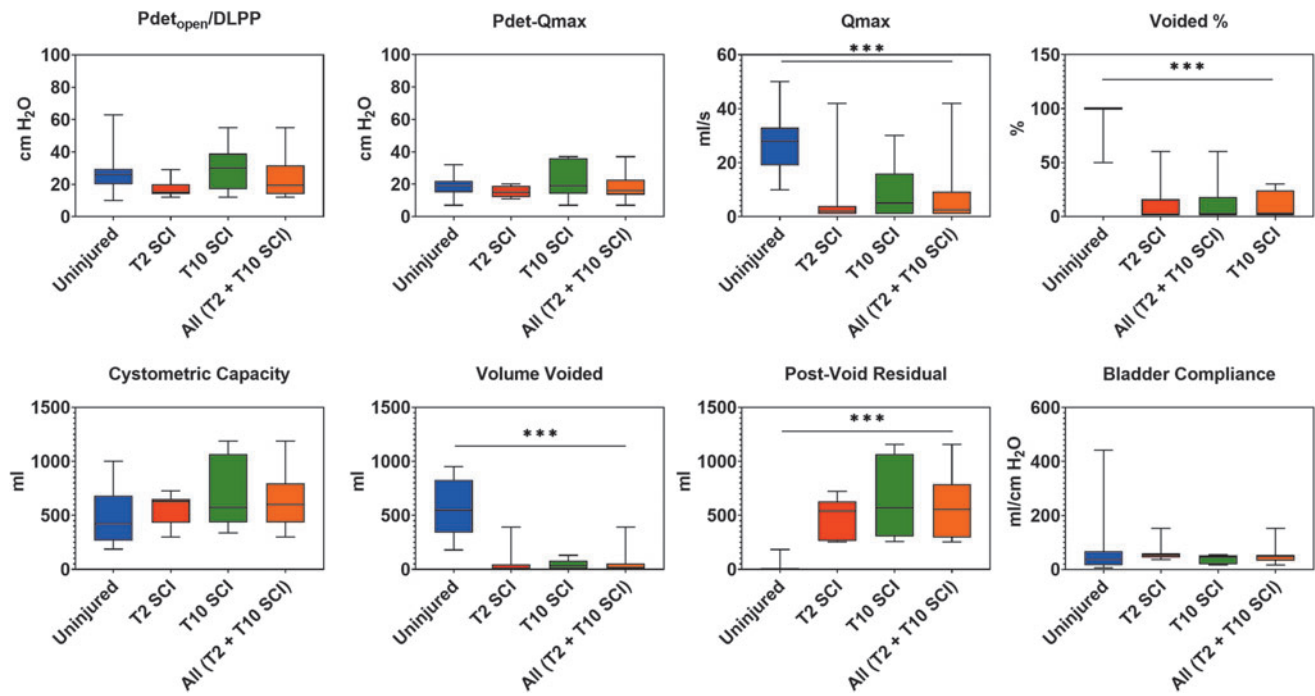 Pdetopen/DLPP
cm H2O
100
80
60
40
20
0
Uninjured
T2 SCI
T10 SCI
All (T2 + T10 SCI)
Pdet-Qmax
cm H2O
100
80
60
40
20
0
Uninjured
T2 SCI
T10 SCI
All (T2 + T10 SCI)
Qmax
ml/s
60
40
20
0
***
Uninjured
T2 SCI
T10 SCI
All (T2 + T10 SCI)
Voided %
%
150
100
50
0
***
Uninjured
T2 SCI
All (T2 + T10 SCI)
T10 SCI
Cystometric Capacity
ml
1500
1000
500
0
Uninjured
T2 SCI
T10 SCI
All (T2 + T10 SCI)
Volume Voided
ml
1500
1000
500
0
***
Uninjured
T2 SCI
T10 SCI
All (T2 + T10 SCI)
Post-Void Residual
ml
1500
1000
500
0
***
Uninjured
T2 SCI
T10 SCI
All (T2 + T10 SCI)
Bladder Compliance
ml/cm H2O
600
400
200
0
Uninjured
T2 SCI
T10 SCI
All (T2 + T10 SCI)